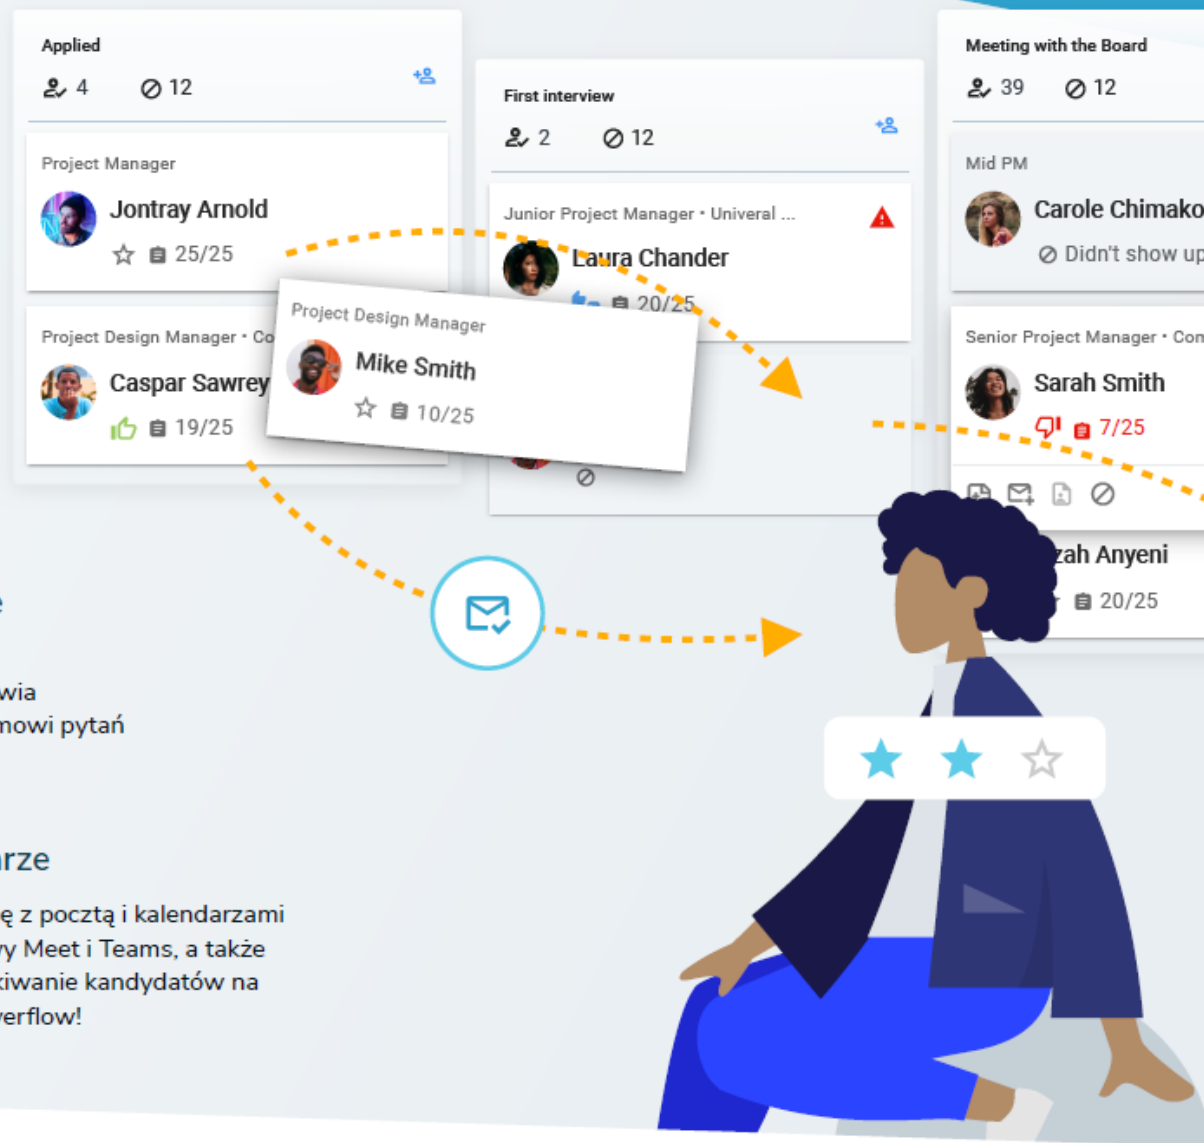 Applied
4 12
Project Manager
Jontray Arnold
25/25
Project Design Manager • Co
Caspar Sawrey
19/25
Project Design Manager
Mike Smith
10/25
First interview
2 12
Junior Project Manager • Univeral ...
Laura Chander
20/25
Meeting with the Board
39 12
Mid PM
Carole Chimako
Didn't show up
Senior Project Manager • Com
Sarah Smith
7/25
zah Anyeni
20/25
e
wia
mowi pytań
arze
ę z pocztą i kalendarzami
y Meet i Teams, a także
kiwanie kandydatów na
verflow!